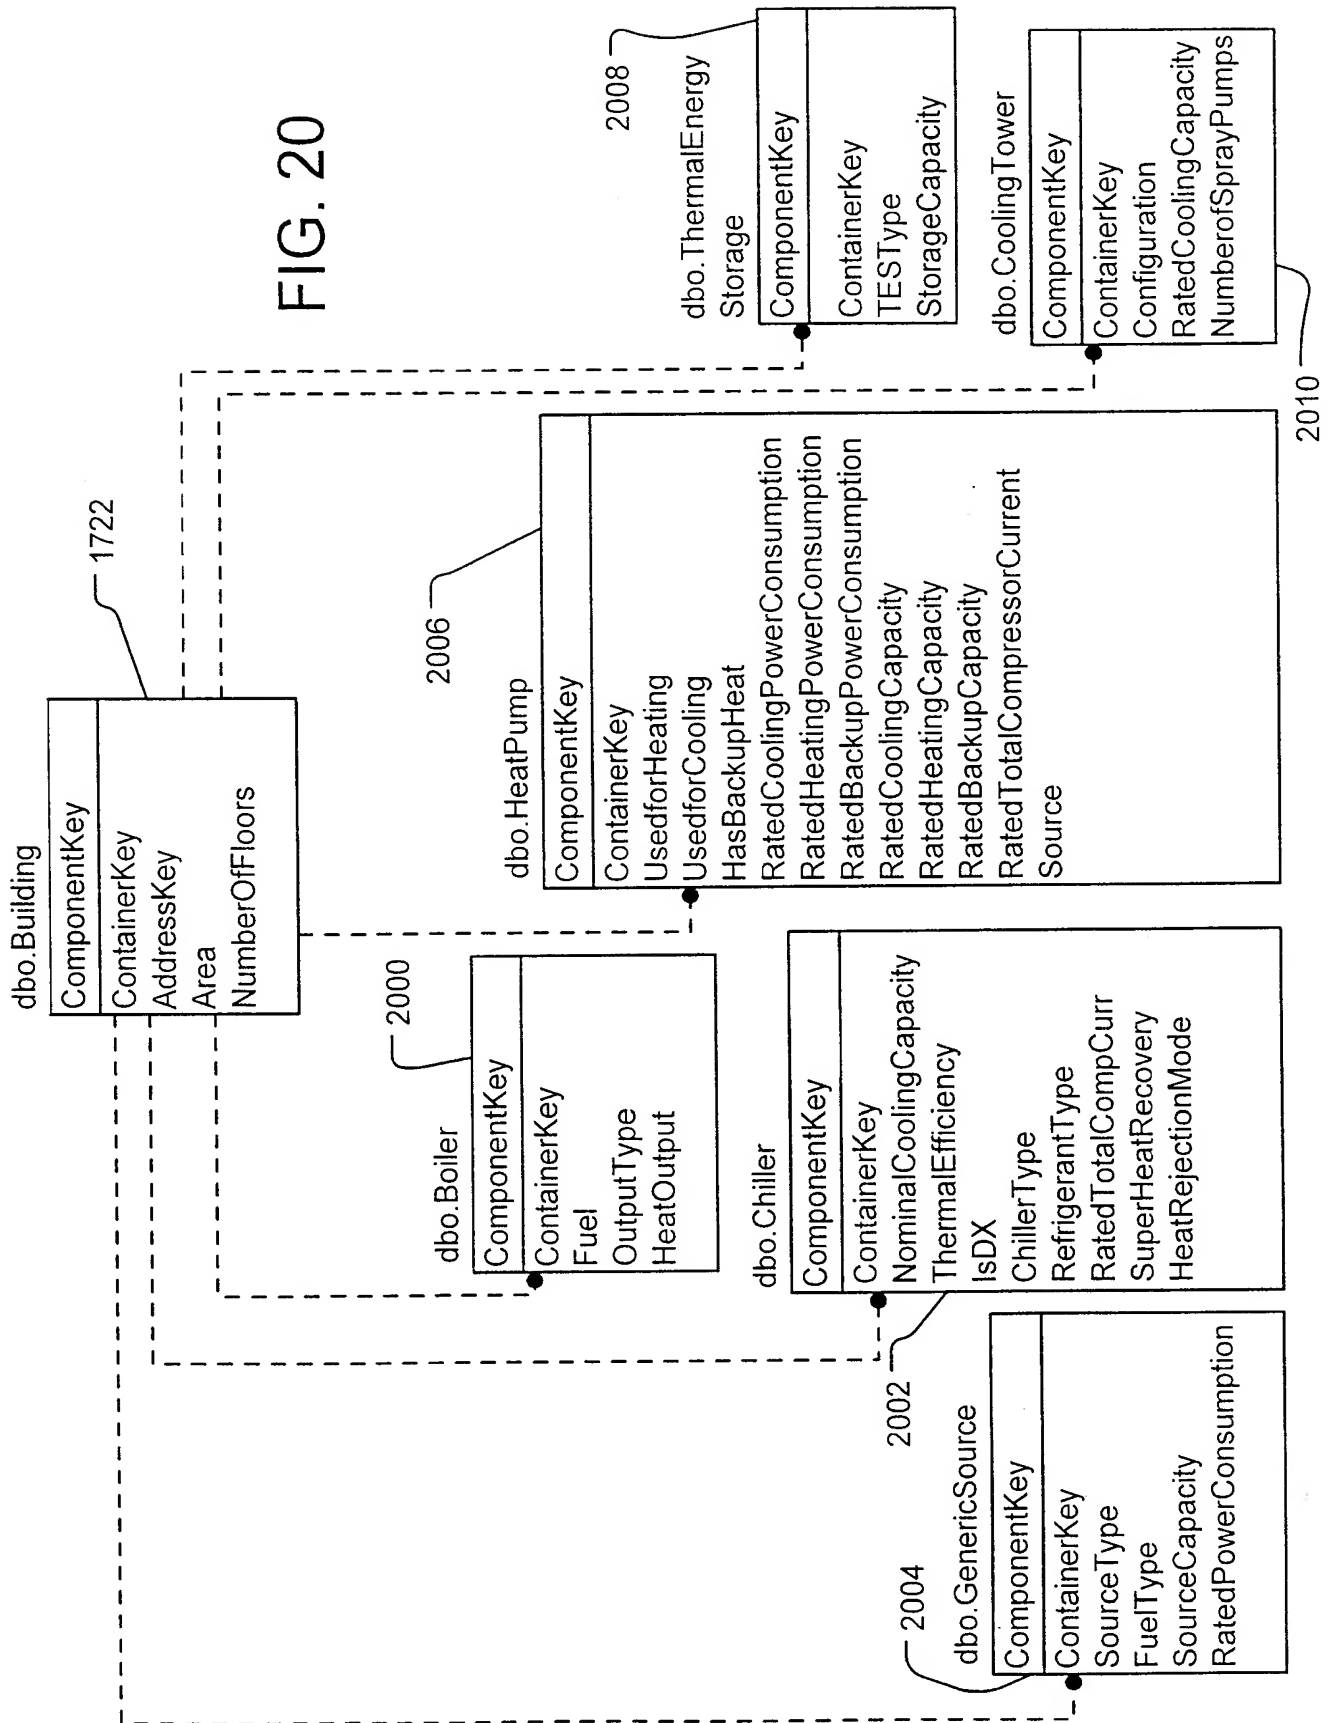 FIG. 20
dbo.Building
1722
ComponentKey
ContainerKey
AddressKey
Area
NumberOfFloors
dbo.Boiler
2000
ComponentKey
ContainerKey
Fuel
OutputType
HeatOutput
dbo.Chiller
2002
ComponentKey
ContainerKey
NominalCoolingCapacity
ThermalEfficiency
IsDX
ChillerType
RefrigerantType
RatedTotalCompCurr
SuperHeatRecovery
HeatRejectionMode
dbo.GenericSource
2004
ComponentKey
ContainerKey
SourceType
FuelType
SourceCapacity
RatedPowerConsumption
dbo.HeatPump
2006
ComponentKey
ContainerKey
UsedforHeating
UsedforCooling
HasBackupHeat
RatedCoolingPowerConsumption
RatedHeatingPowerConsumption
RatedBackupPowerConsumption
RatedCoolingCapacity
RatedHeatingCapacity
RatedBackupCapacity
RatedTotalCompressorCurrent
Source
dbo.ThermalEnergy
Storage
2008
ComponentKey
ContainerKey
TESType
StorageCapacity
dbo.CoolingTower
2010
ComponentKey
ContainerKey
Configuration
RatedCoolingCapacity
NumberofSprayPumps